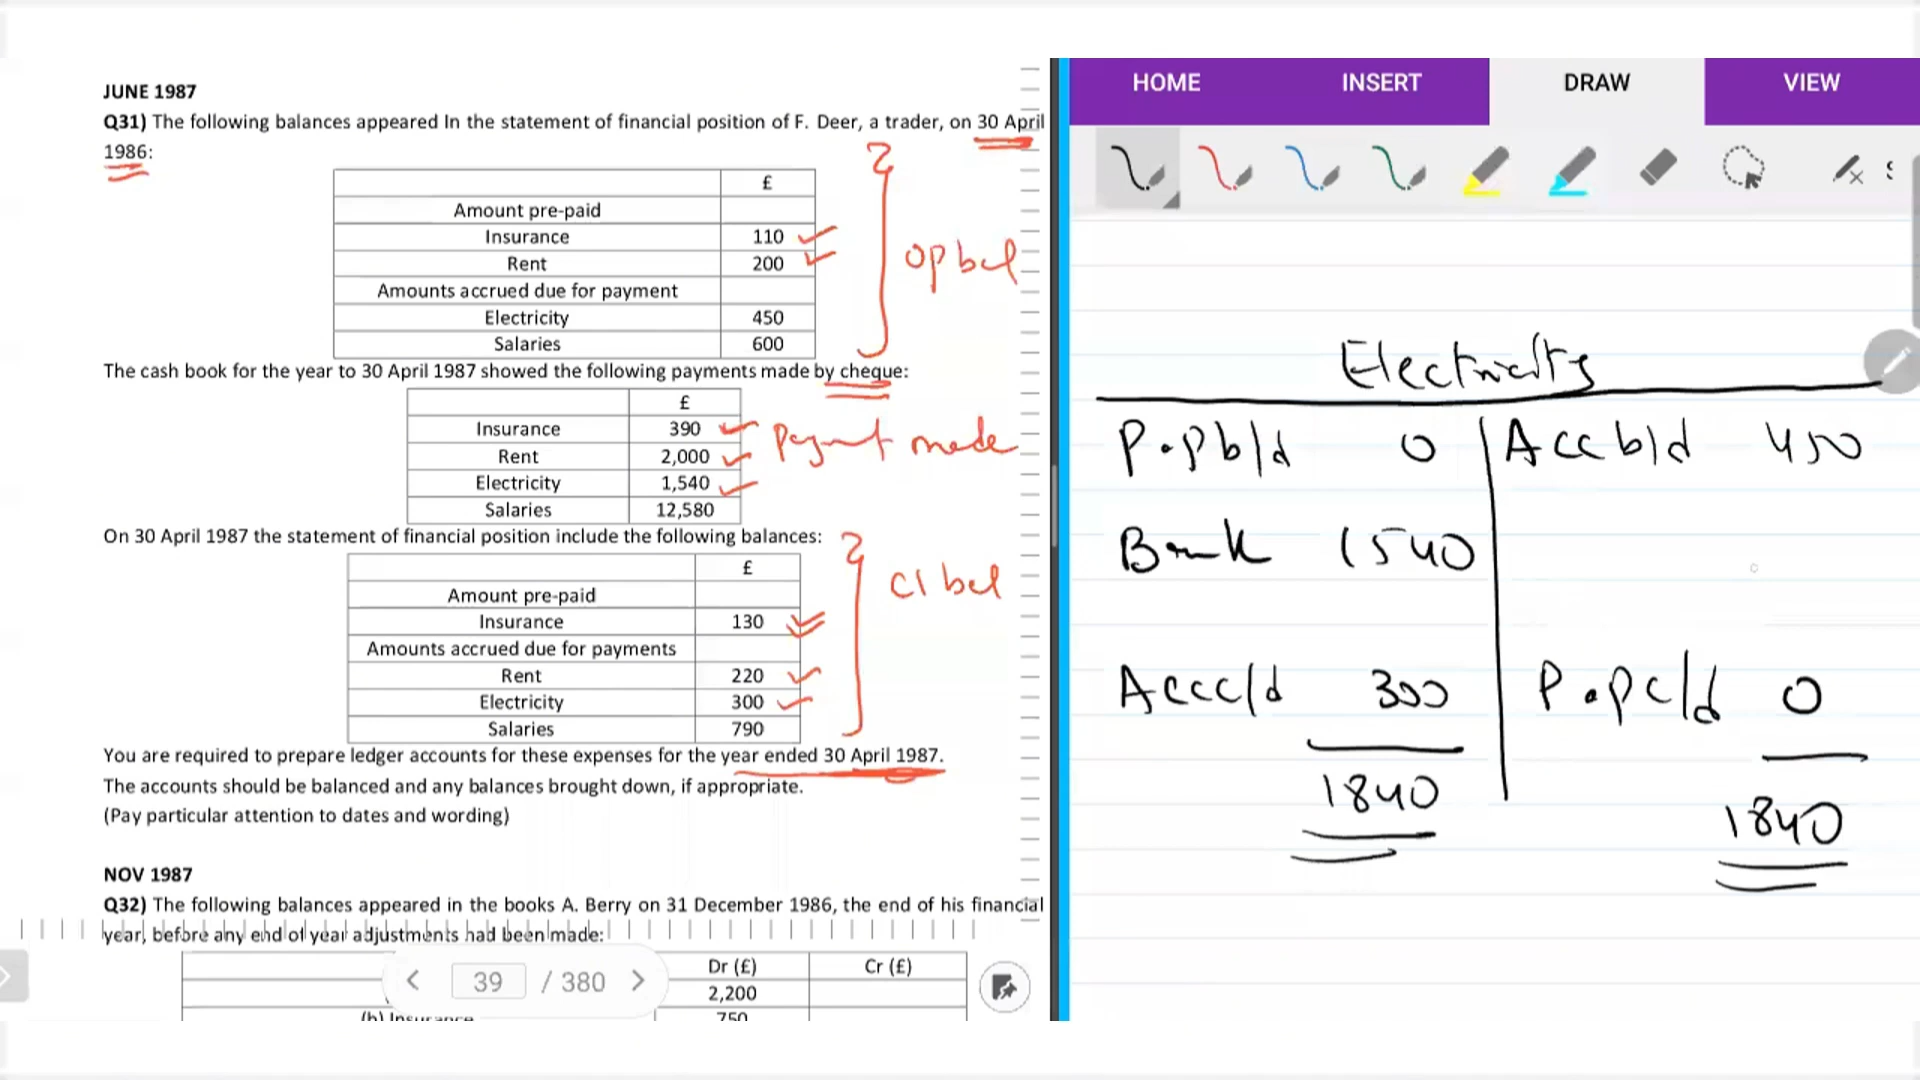 JUNE 1987
Q31) The following balances appeared In the statement of financial position of F. Deer, a trader, on 30 April
1986:
£
Amount pre-paid
Insurance 110
Rent 200
Amounts accrued due for payment
Electricity 450
Salaries 600
Op bal
The cash book for the year to 30 April 1987 showed the following payments made by cheque:
£
Insurance 390
Rent 2,000
Electricity 1,540
Salaries 12,580
Paymnt made
On 30 April 1987 the statement of financial position include the following balances:
£
Amount pre-paid
Insurance 130
Amounts accrued due for payments
Rent 220
Electricity 300
Salaries 790
Cl bal
You are required to prepare ledger accounts for these expenses for the year ended 30 April 1987.
The accounts should be balanced and any balances brought down, if appropriate.
(Pay particular attention to dates and wording)
NOV 1987
Q32) The following balances appeared in the books A. Berry on 31 December 1986, the end of his financial
year, before any end of year adjustments had been made:
Dr (£) Cr (£)
2,200
(b) Insurance 750
39 / 380
HOME INSERT DRAW VIEW
Electricity
P.p b/d 0 Acc b/d 450
Bank 1540
Acc c/d 300 P.p c/d 0
1840 1840